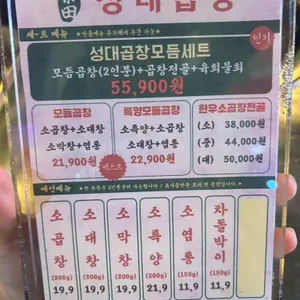 성대곱창
세트 메뉴
인기
성대곱창모듬세트
모듬곱창(2인분)+곱창전골+육회물회
55,900원
모듬곱창
소곱창+소대창
소막창+염통
21,900원
베스트
특양모듬곱창
소특양+소곱창
소대창+염통
22,900원
한우소곱창전골
(소) 38,000원
(중) 44,000원
(대) 50,000원
메인메뉴
소곱창 (200g) 19,9
소대창 (200g) 19,9
소막창 (200g) 19,9
소특양 (200g) 21,9
소염통 (150g) 11,9
차돌박이 (150g) 11,9